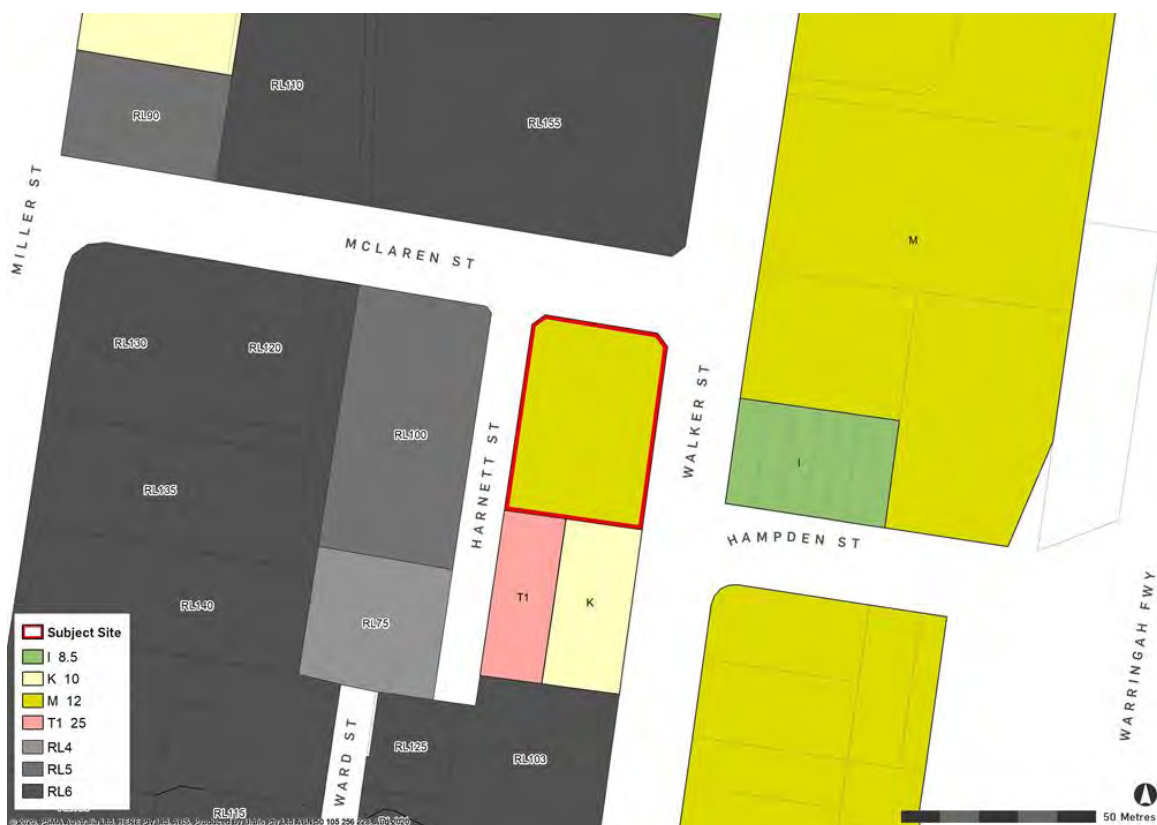 RL90
RL110
RL155
MILLER ST
MCLAREN ST
M
RL130
RL120
RL100
RL135
HARNETT ST
WALKER ST
I
HAMPDEN ST
T1
K
RL140
RL75
WARD ST
RL125
RL103
WARRINGAH FWY
Subject Site
I 8.5
K 10
M 12
T1 25
RL4
RL5
RL6
RL115
50 Metres